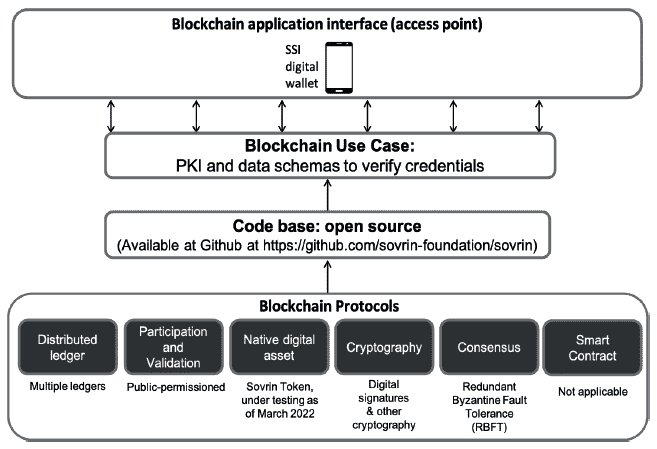 Blockchain application interface (access point)
SSI
digital
wallet
Blockchain Use Case:
PKI and data schemas to verify credentials
Code base: open source
(Available at Github at https://github.com/sovrin-foundation/sovrin)
Blockchain Protocols
Distributed
ledger
Multiple ledgers
Participation
and
Validation
Public-permissioned
Native digital
asset
Sovrin Token,
under testing as
of March 2022
Cryptography
Digital
signatures
& other
cryptography
Consensus
Redundant
Byzantine Fault
Tolerance
(RBFT)
Smart
Contract
Not applicable